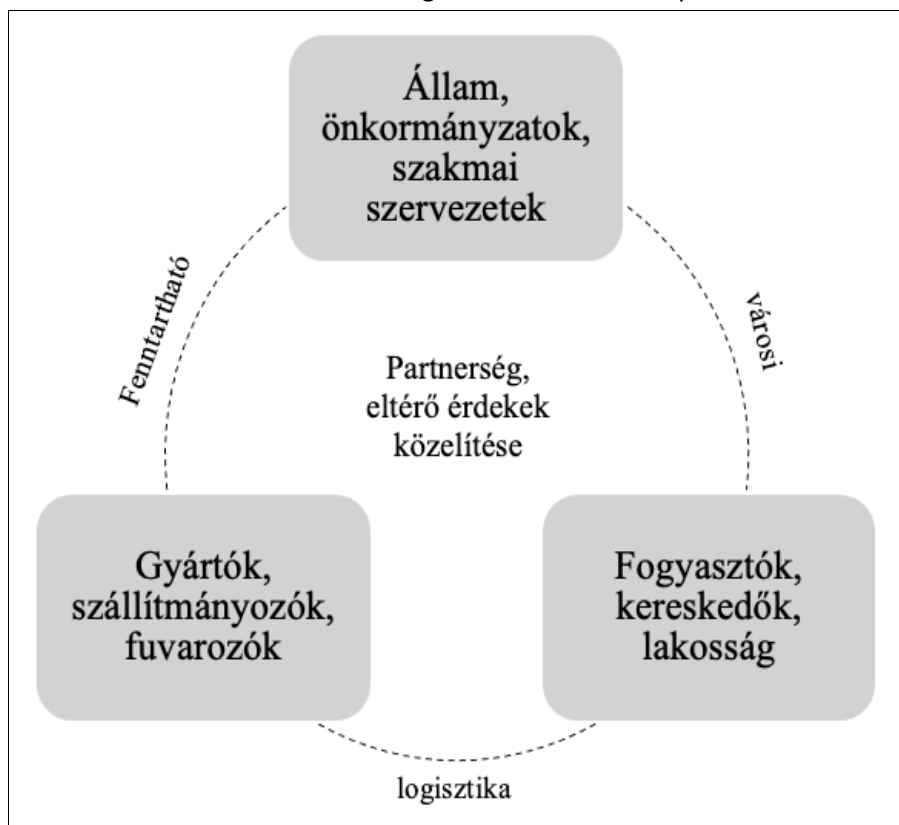 Állam,
önkormányzatok,
szakmai
szervezetek
Fenntartható
városi
Partnerség,
eltérő érdekek
közelítése
Gyártók,
szállítmányozók,
fuvarozók
Fogyasztók,
kereskedők,
lakosság
logisztika